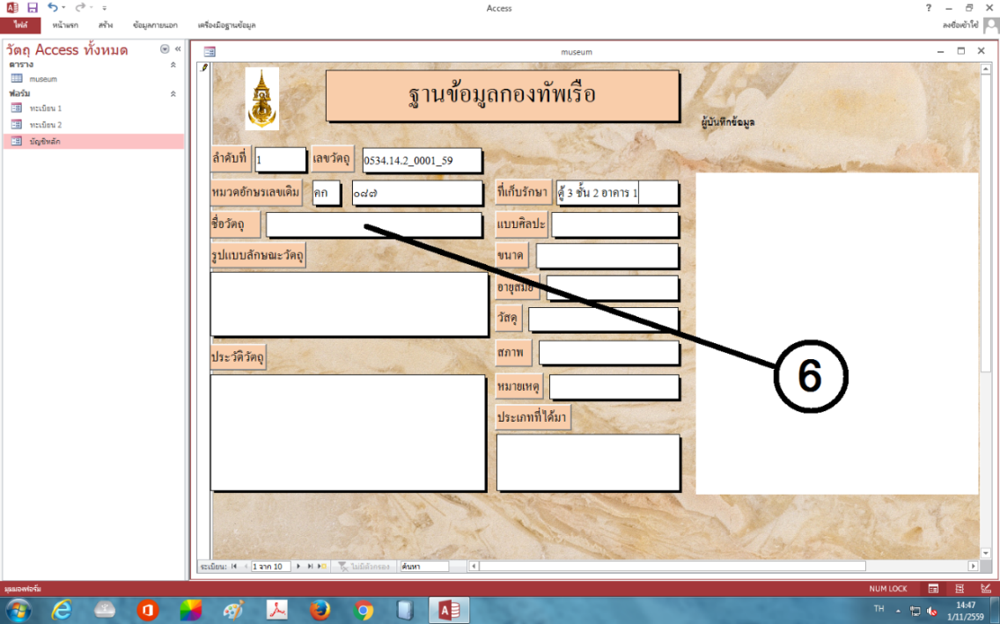 Access
ไฟล์ หน้าแรก สร้าง ข้อมูลภายนอก เครื่องมือฐานข้อมูล
ลงชื่อเข้าใช้
วัตถุ Access ทั้งหมด
ตาราง
museum
ฟอร์ม
ทะเบียน 1
ทะเบียน 2
บัญชีหลัก
museum
ฐานข้อมูลกองทัพเรือ
ผู้บันทึกข้อมูล
ลำดับที่ 1 เลขวัตถุ 0534.14.2_0001_59
หมวดอักษรเลขเดิม คก ๐๘๗ ที่เก็บรักษา ตู้ 3 ชั้น 2 อาคาร 1
ชื่อวัตถุ แบบศิลปะ
รูปแบบลักษณะวัตถุ ขนาด
อายุสมัย
วัสดุ
ประวัติวัตถุ สภาพ
6
หมายเหตุ
ประเภทที่ได้มา
ระเบียน: 1 จาก 10 ไม่มีตัวกรอง ค้นหา
มุมมองฟอร์ม NUM LOCK
TH 14:47
1/11/2559